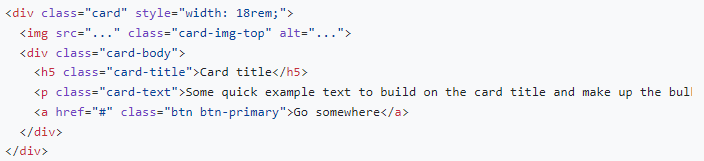 <div class="card" style="width: 18rem;">
  <img src="..." class="card-img-top" alt="...">
  <div class="card-body">
    <h5 class="card-title">Card title</h5>
    <p class="card-text">Some quick example text to build on the card title and make up the bul
    <a href="#" class="btn btn-primary">Go somewhere</a>
  </div>
</div>